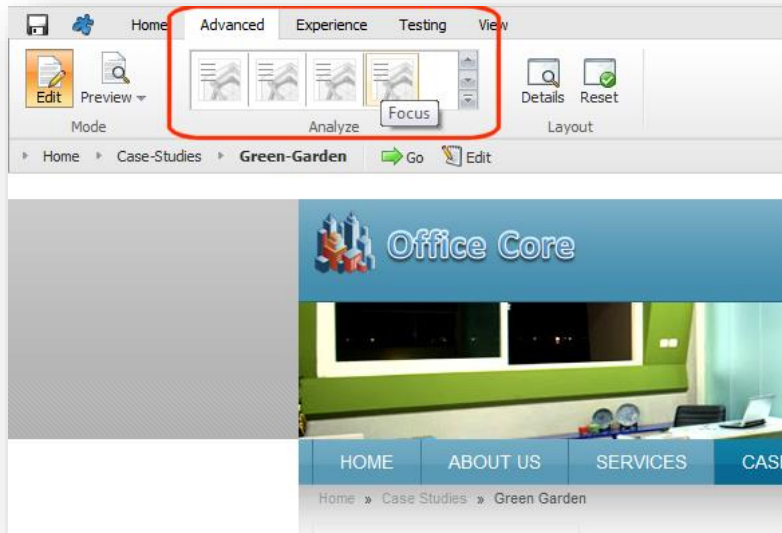 Home Advanced Experience Testing View
Edit Preview Details Reset
Focus
Mode Analyze Layout
Home Case-Studies Green-Garden Go Edit
Office Core
HOME ABOUT US SERVICES CASE
Home » Case Studies » Green Garden